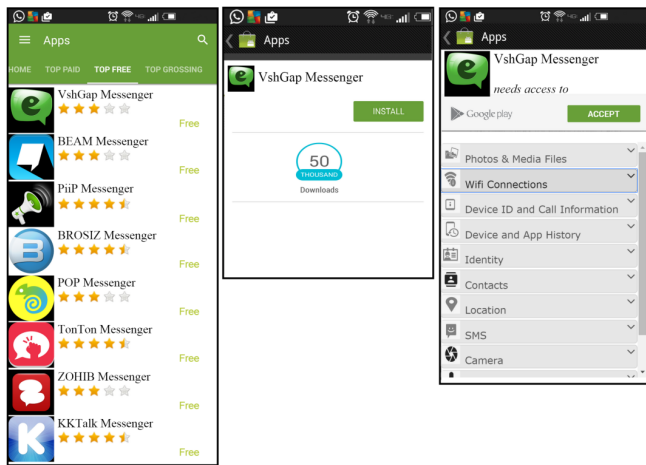 Apps
HOME TOP PAID TOP FREE TOP GROSSING
VshGap Messenger
Free
BEAM Messenger
Free
PiiP Messenger
Free
BROSIZ Messenger
Free
POP Messenger
Free
TonTon Messenger
Free
ZOHIB Messenger
Free
KKTalk Messenger
Free
Apps
VshGap Messenger
INSTALL
50
THOUSAND
Downloads
Apps
VshGap Messenger
needs access to
Google play
ACCEPT
Photos & Media Files
Wifi Connections
Device ID and Call Information
Device and App History
Identity
Contacts
Location
SMS
Camera